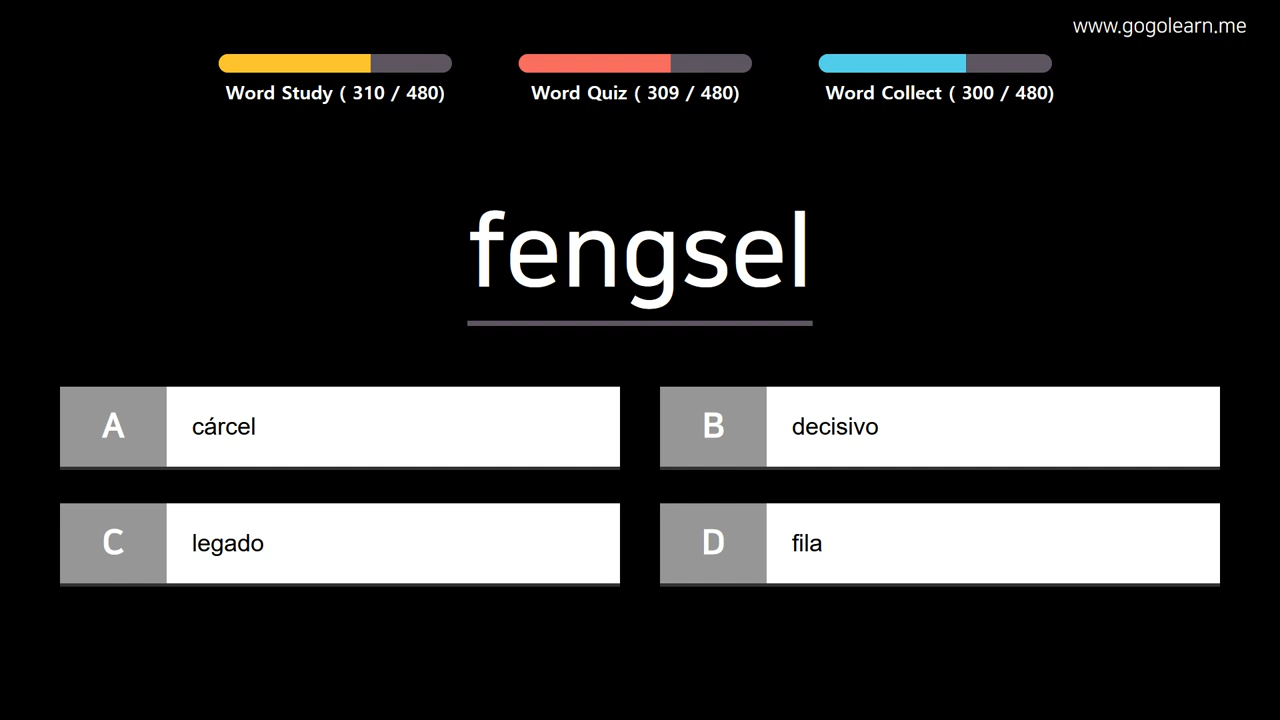 www.gogolearn.me
Word Study ( 310 / 480)
Word Quiz ( 309 / 480)
Word Collect ( 300 / 480)
fengsel
A cárcel
B decisivo
C legado
D fila